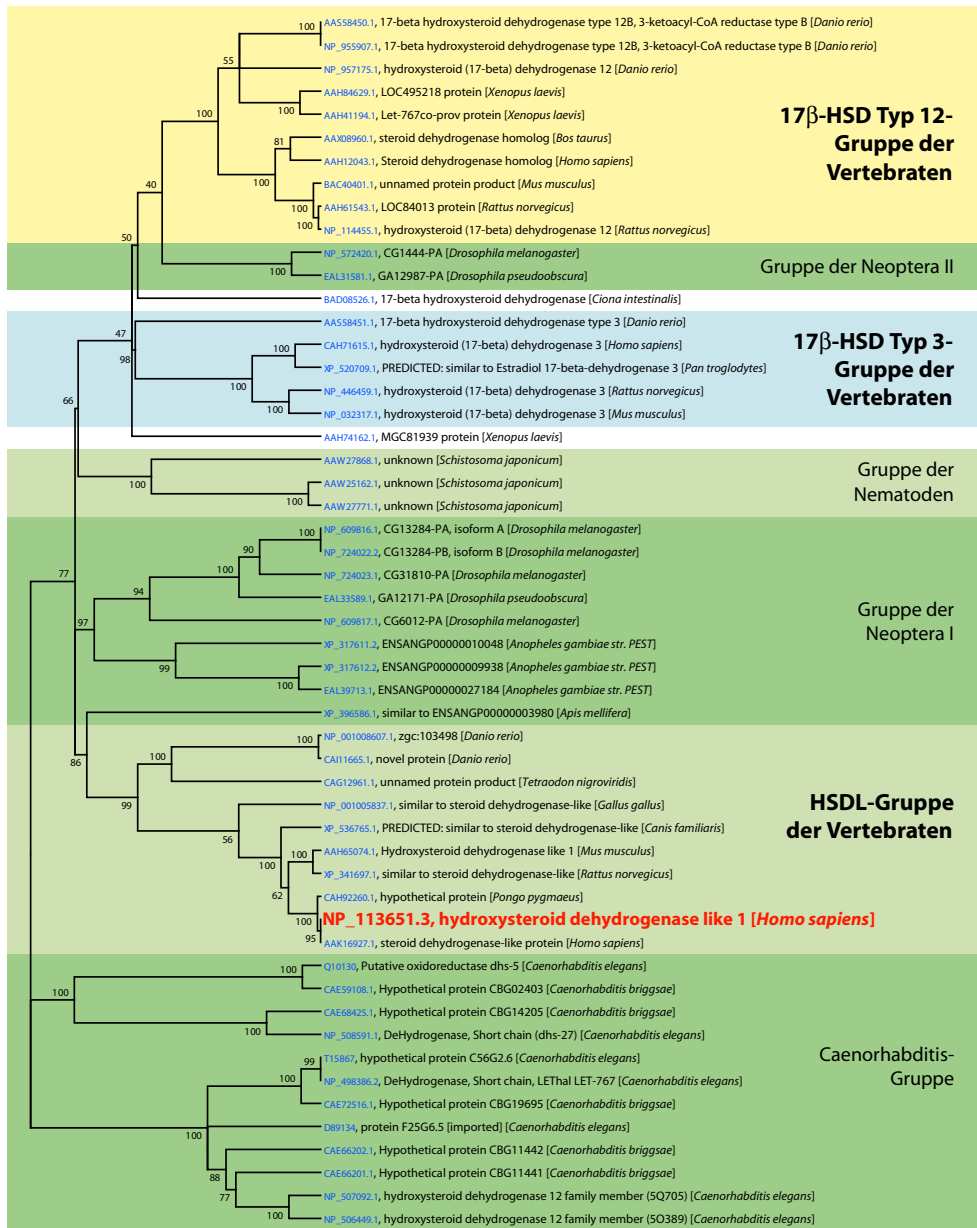 AAS58450.1, 17-beta hydroxysteroid dehydrogenase type 12B, 3-ketoacyl-CoA reductase type B [Danio rerio]
100
NP_955907.1, 17-beta hydroxysteroid dehydrogenase type 12B, 3-ketoacyl-CoA reductase type B [Danio rerio]
55
NP_957175.1, hydroxysteroid (17-beta) dehydrogenase 12 [Danio rerio]
AAH84629.1, LOC495218 protein [Xenopus laevis]
100
100
AAH41194.1, Let-767co-prov protein [Xenopus laevis]
17β-HSD Typ 12-
Gruppe der
Vertebraten
AAX08960.1, steroid dehydrogenase homolog [Bos taurus]
81
AAH12043.1, Steroid dehydrogenase homolog [Homo sapiens]
100
BAC40401.1, unnamed protein product [Mus musculus]
40
AAH61543.1, LOC84013 protein [Rattus norvegicus]
100
100
NP_114455.1, hydroxysteroid (17-beta) dehydrogenase 12 [Rattus norvegicus]
50
NP_572420.1, CG1444-PA [Drosophila melanogaster]
100
EAL31581.1, GA12987-PA [Drosophila pseudoobscura]
Gruppe der Neoptera II
BAD08526.1, 17-beta hydroxysteroid dehydrogenase [Ciona intestinalis]
AAS58451.1, 17-beta hydroxysteroid dehydrogenase type 3 [Danio rerio]
47
CAH71615.1, hydroxysteroid (17-beta) dehydrogenase 3 [Homo sapiens]
98
100
XP_520709.1, PREDICTED: similar to Estradiol 17-beta-dehydrogenase 3 [Pan troglodytes]
17β-HSD Typ 3-
Gruppe der
Vertebraten
100
NP_446459.1, hydroxysteroid (17-beta) dehydrogenase 3 [Rattus norvegicus]
66
100
NP_032317.1, hydroxysteroid (17-beta) dehydrogenase 3 [Mus musculus]
AAH74162.1, MGC81939 protein [Xenopus laevis]
AAW27868.1, unknown [Schistosoma japonicum]
100
AAW25162.1, unknown [Schistosoma japonicum]
100
AAW27771.1, unknown [Schistosoma japonicum]
Gruppe der
Nematoden
NP_609816.1, CG13284-PA, isoform A [Drosophila melanogaster]
100
NP_724022.2, CG13284-PB, isoform B [Drosophila melanogaster]
90
NP_724023.1, CG31810-PA [Drosophila melanogaster]
100
77
EAL33589.1, GA12171-PA [Drosophila pseudoobscura]
94
NP_609817.1, CG6012-PA [Drosophila melanogaster]
97
Gruppe der
Neoptera I
XP_317611.2, ENSANGP00000010048 [Anopheles gambiae str. PEST]
99
XP_317612.2, ENSANGP00000009938 [Anopheles gambiae str. PEST]
100
EAL39713.1, ENSANGP00000027184 [Anopheles gambiae str. PEST]
XP_396586.1, similar to ENSANGP00000003980 [Apis mellifera]
NP_001008607.1, zgc:103498 [Danio rerio]
100
100
86
CAI11665.1, novel protein [Danio rerio]
CAG12961.1, unnamed protein product [Tetraodon nigroviridis]
99
NP_001005837.1, similar to steroid dehydrogenase-like [Gallus gallus]
HSDL-Gruppe
der Vertebraten
XP_536765.1, PREDICTED: similar to steroid dehydrogenase-like [Canis familiaris]
56
AAH65074.1, Hydroxysteroid dehydrogenase like 1 [Mus musculus]
100
100
XP_341697.1, similar to steroid dehydrogenase-like [Rattus norvegicus]
62
CAH92260.1, hypothetical protein [Pongo pygmaeus]
100
NP_113651.3, hydroxysteroid dehydrogenase like 1 [Homo sapiens]
95
AAK16927.1, steroid dehydrogenase-like protein [Homo sapiens]
Q10130, Putative oxidoreductase dhs-5 [Caenorhabditis elegans]
100
CAE59108.1, Hypothetical protein CBG02403 [Caenorhabditis briggsae]
100
CAE68425.1, Hypothetical protein CBG14205 [Caenorhabditis briggsae]
100
NP_508591.1, DeHydrogenase, Short chain (dhs-27) [Caenorhabditis elegans]
T15867, hypothetical protein C56G2.6 [Caenorhabditis elegans]
99
NP_498386.2, DeHydrogenase, Short chain, LEThal LET-767 [Caenorhabditis elegans]
100
CAE72516.1, Hypothetical protein CBG19695 [Caenorhabditis briggsae]
Caenorhabditis-
Gruppe
D89134, protein F25G6.5 [imported] [Caenorhabditis elegans]
100
CAE66202.1, Hypothetical protein CBG11442 [Caenorhabditis briggsae]
88
CAE66201.1, Hypothetical protein CBG11441 [Caenorhabditis briggsae]
77
NP_507092.1, hydroxysteroid dehydrogenase 12 family member (5Q705) [Caenorhabditis elegans]
100
NP_506449.1, hydroxysteroid dehydrogenase 12 family member (5O389) [Caenorhabditis elegans]